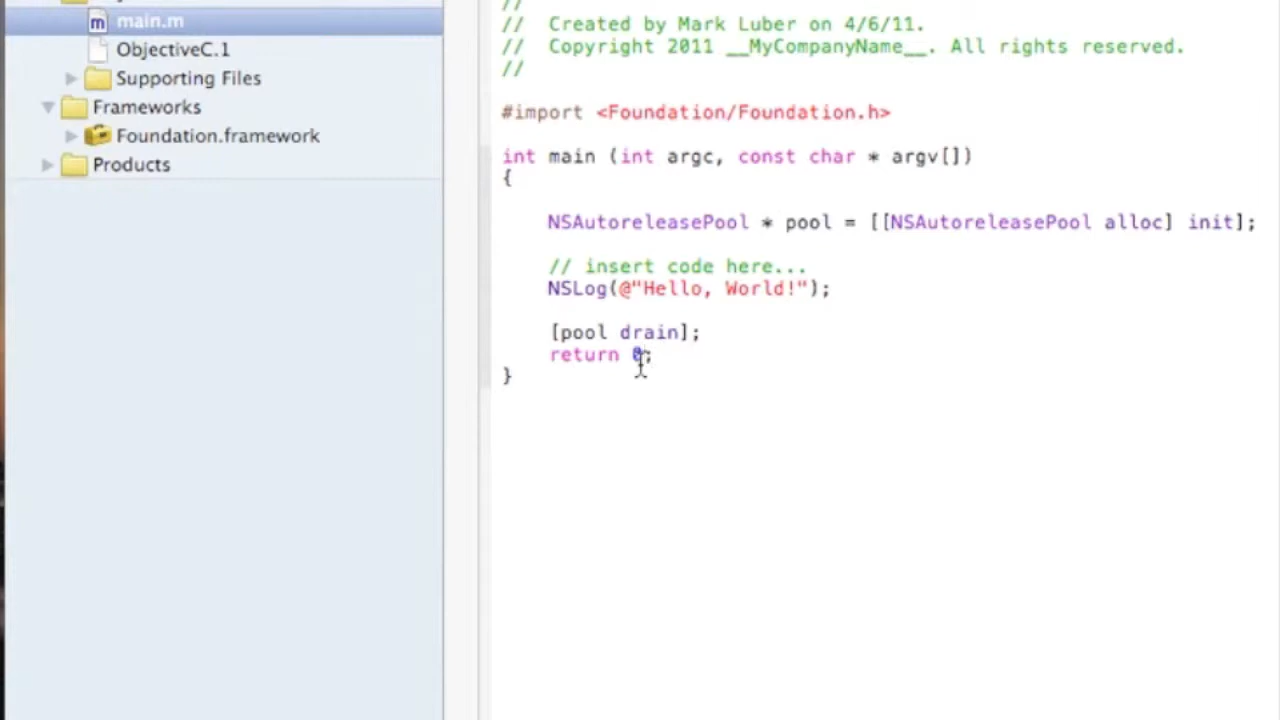 main.m
ObjectiveC.1
Supporting Files
Frameworks
Foundation.framework
Products
//
//  Created by Mark Luber on 4/6/11.
//  Copyright 2011 __MyCompanyName__. All rights reserved.
//
#import <Foundation/Foundation.h>
int main (int argc, const char * argv[])
{
NSAutoreleasePool * pool = [[NSAutoreleasePool alloc] init];
// insert code here...
NSLog(@"Hello, World!");
[pool drain];
return 0;
}